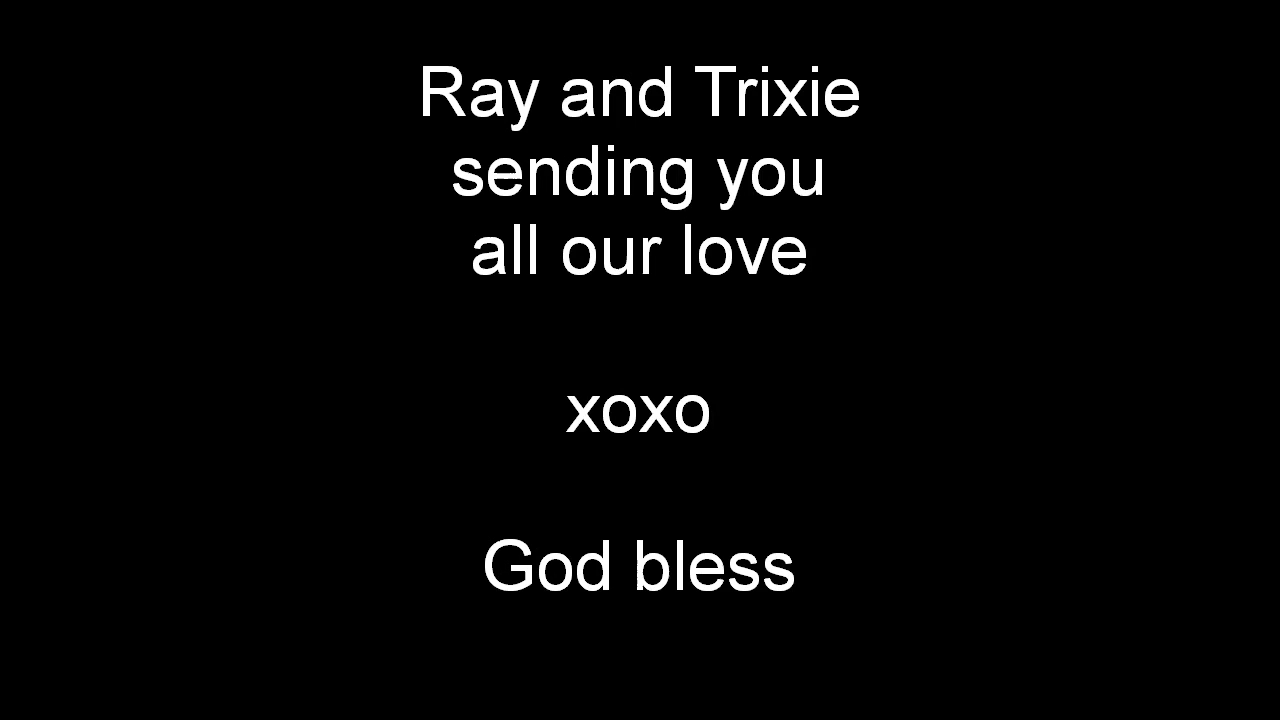 Ray and Trixie
sending you
all our love
xoxo
God bless